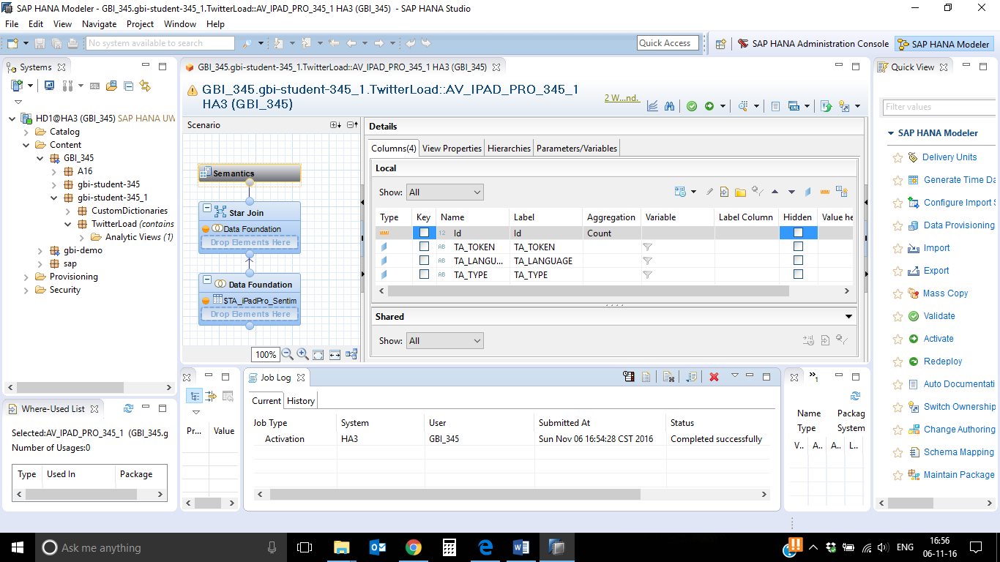 SAP HANA Modeler - GBI_345.gbi-student-345_1.TwitterLoad::AV_IPAD_PRO_345_1 HA3 (GBI_345) - SAP HANA Studio
File Edit View Navigate Project Window Help
No system available to search
Quick Access
SAP HANA Administration Console
SAP HANA Modeler
Systems
HD1@HA3 (GBI_345) SAP HANA UW
Catalog
Content
GBI_345
A16
gbi-student-345
gbi-student-345_1
CustomDictionaries
TwitterLoad (contains
Analytic Views (1)
gbi-demo
sap
Provisioning
Security
Where-Used List
Selected:AV_IPAD_PRO_345_1 (GBI_345.g
Number of Usages:0
Type Used In Package
GBI_345.gbi-student-345_1.TwitterLoad::AV_IPAD_PRO_345_1 HA3 (GBI_345)
GBI_345.gbi-student-345_1.TwitterLoad::AV_IPAD_PRO_345_1
HA3 (GBI_345)
2 W...nd.
Scenario
Semantics
Star Join
Data Foundation
Drop Elements Here
Data Foundation
$TA_iPadPro_Sentim
Drop Elements Here
100%
Details
Columns(4) View Properties Hierarchies Parameters/Variables
Local
Show: All
Type Key Name Label Aggregation Variable Label Column Hidden Value he
12 Id Id Count
AB TA_TOKEN TA_TOKEN
AB TA_LANGU... TA_LANGUAGE
AB TA_TYPE TA_TYPE
Shared
Show: All
Pr... Value
Job Log
Current History
Job Type System User Submitted At Status
Activation HA3 GBI_345 Sun Nov 06 16:54:28 CST 2016 Completed successfully
»1
Name Packag
Type System
V.. A.. A.. L..
Quick View
Filter values
SAP HANA Modeler
Delivery Units
Generate Time Da
Configure Import S
Data Provisioning
Import
Export
Mass Copy
Validate
Activate
Redeploy
Auto Documentati
Switch Ownership
Change Authoring
Schema Mapping
Maintain Package
Ask me anything
ENG
16:56
06-11-16